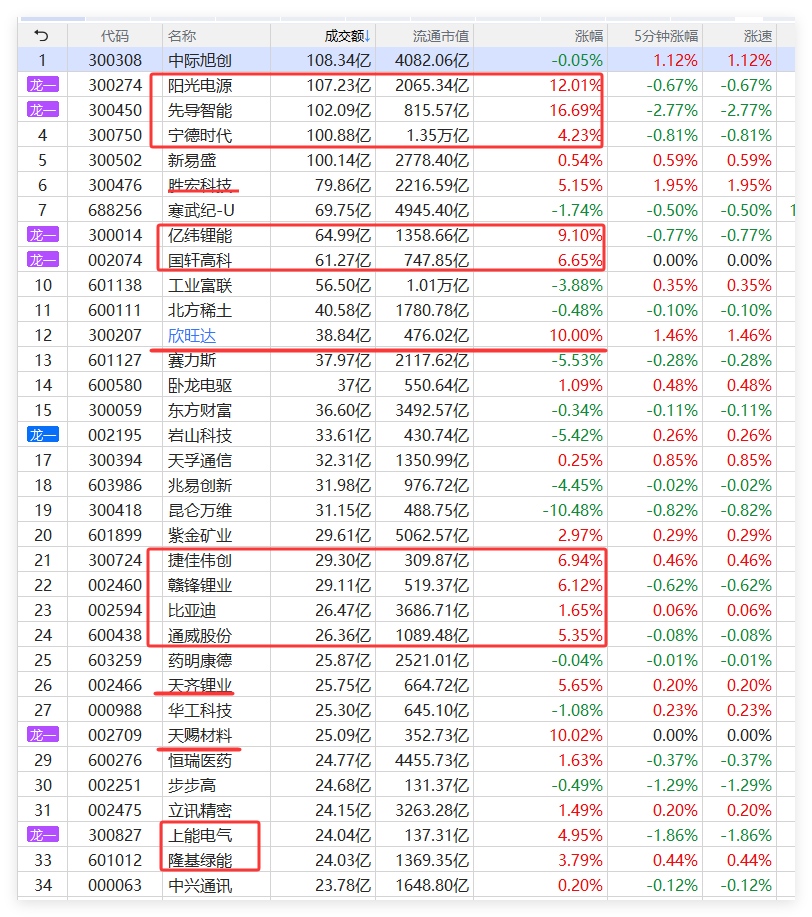 代码 名称 成交额↓ 流通市值 涨幅 5分钟涨幅 涨速
1 300308 中际旭创 108.34亿 4082.06亿 -0.05% 1.12% 1.12%
龙一 300274 阳光电源 107.23亿 2065.34亿 12.01% -0.67% -0.67%
龙一 300450 先导智能 102.09亿 815.57亿 16.69% -2.77% -2.77%
4 300750 宁德时代 100.88亿 1.35万亿 4.23% -0.81% -0.81%
5 300502 新易盛 100.14亿 2778.40亿 0.54% 0.59% 0.59%
6 300476 胜宏科技 79.86亿 2216.59亿 5.15% 1.95% 1.95%
7 688256 寒武纪-U 69.75亿 4945.40亿 -1.74% -0.50% -0.50% 1
龙一 300014 亿纬锂能 64.99亿 1358.66亿 9.10% -0.77% -0.77%
龙一 002074 国轩高科 61.27亿 747.85亿 6.65% 0.00% 0.00%
10 601138 工业富联 56.50亿 1.01万亿 -3.88% 0.35% 0.35%
11 600111 北方稀土 40.58亿 1780.78亿 -0.48% -0.10% -0.10%
12 300207 欣旺达 38.84亿 476.02亿 10.00% 1.46% 1.46%
13 601127 赛力斯 37.97亿 2117.62亿 -5.53% -0.28% -0.28%
14 600580 卧龙电驱 37亿 550.64亿 1.09% 0.48% 0.48%
15 300059 东方财富 36.60亿 3492.57亿 -0.34% -0.11% -0.11%
龙一 002195 岩山科技 33.61亿 430.74亿 -5.42% 0.26% 0.26%
17 300394 天孚通信 32.31亿 1350.99亿 0.25% 0.85% 0.85%
18 603986 兆易创新 31.98亿 976.72亿 -4.45% -0.02% -0.02%
19 300418 昆仑万维 31.15亿 488.75亿 -10.48% -0.82% -0.82%
20 601899 紫金矿业 29.61亿 5062.57亿 2.97% 0.29% 0.29%
21 300724 捷佳伟创 29.30亿 309.87亿 6.94% 0.46% 0.46%
22 002460 赣锋锂业 29.11亿 519.37亿 6.12% -0.62% -0.62%
23 002594 比亚迪 26.47亿 3686.71亿 1.65% 0.06% 0.06%
24 600438 通威股份 26.36亿 1089.48亿 5.35% -0.08% -0.08%
25 603259 药明康德 25.87亿 2521.01亿 -0.04% -0.01% -0.01%
26 002466 天齐锂业 25.75亿 664.72亿 5.65% 0.20% 0.20%
27 000988 华工科技 25.30亿 645.10亿 -1.08% 0.23% 0.23%
龙一 002709 天赐材料 25.09亿 352.73亿 10.02% 0.00% 0.00%
29 600276 恒瑞医药 24.77亿 4455.73亿 1.63% -0.37% -0.37%
30 002251 步步高 24.68亿 131.37亿 -0.49% -1.29% -1.29%
31 002475 立讯精密 24.15亿 3263.28亿 1.49% 0.20% 0.20%
龙一 300827 上能电气 24.04亿 137.31亿 4.95% -1.86% -1.86%
33 601012 隆基绿能 24.03亿 1369.35亿 3.79% 0.44% 0.44%
34 000063 中兴通讯 23.78亿 1648.80亿 0.20% -0.12% -0.12%